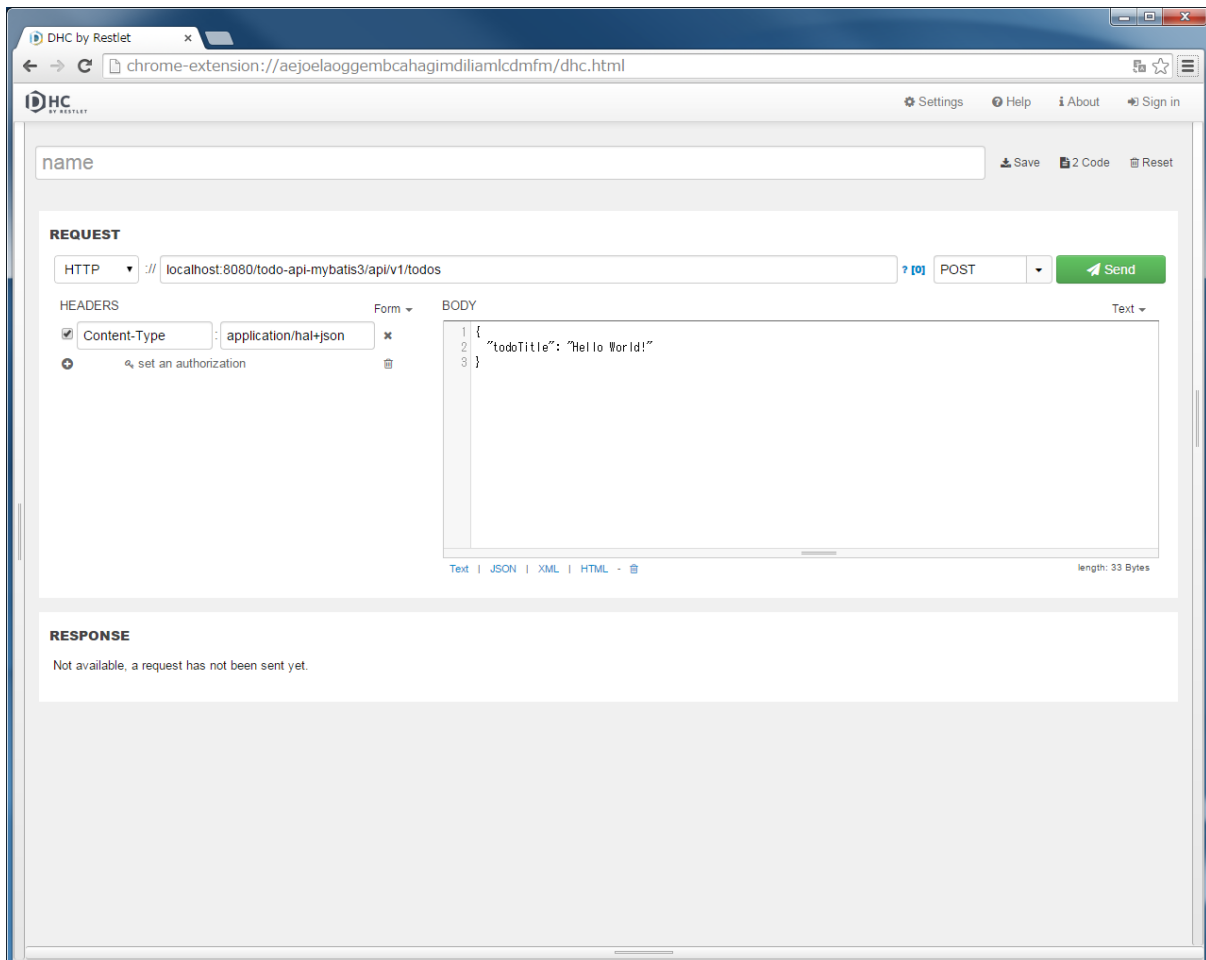 DHC by Restlet
chrome-extension://aejoelaoggembcahagimdiliamlcdmfm/dhc.html
DHC BY RESTLET
Settings Help About Sign in
name
Save 2 Code Reset
REQUEST
HTTP :// localhost:8080/todo-api-mybatis3/api/v1/todos ? [0] POST Send
HEADERS Form BODY Text
Content-Type : application/hal+json
set an authorization
1 {
2 "todoTitle": "Hello World!"
3 }
Text | JSON | XML | HTML - length: 33 Bytes
RESPONSE
Not available, a request has not been sent yet.